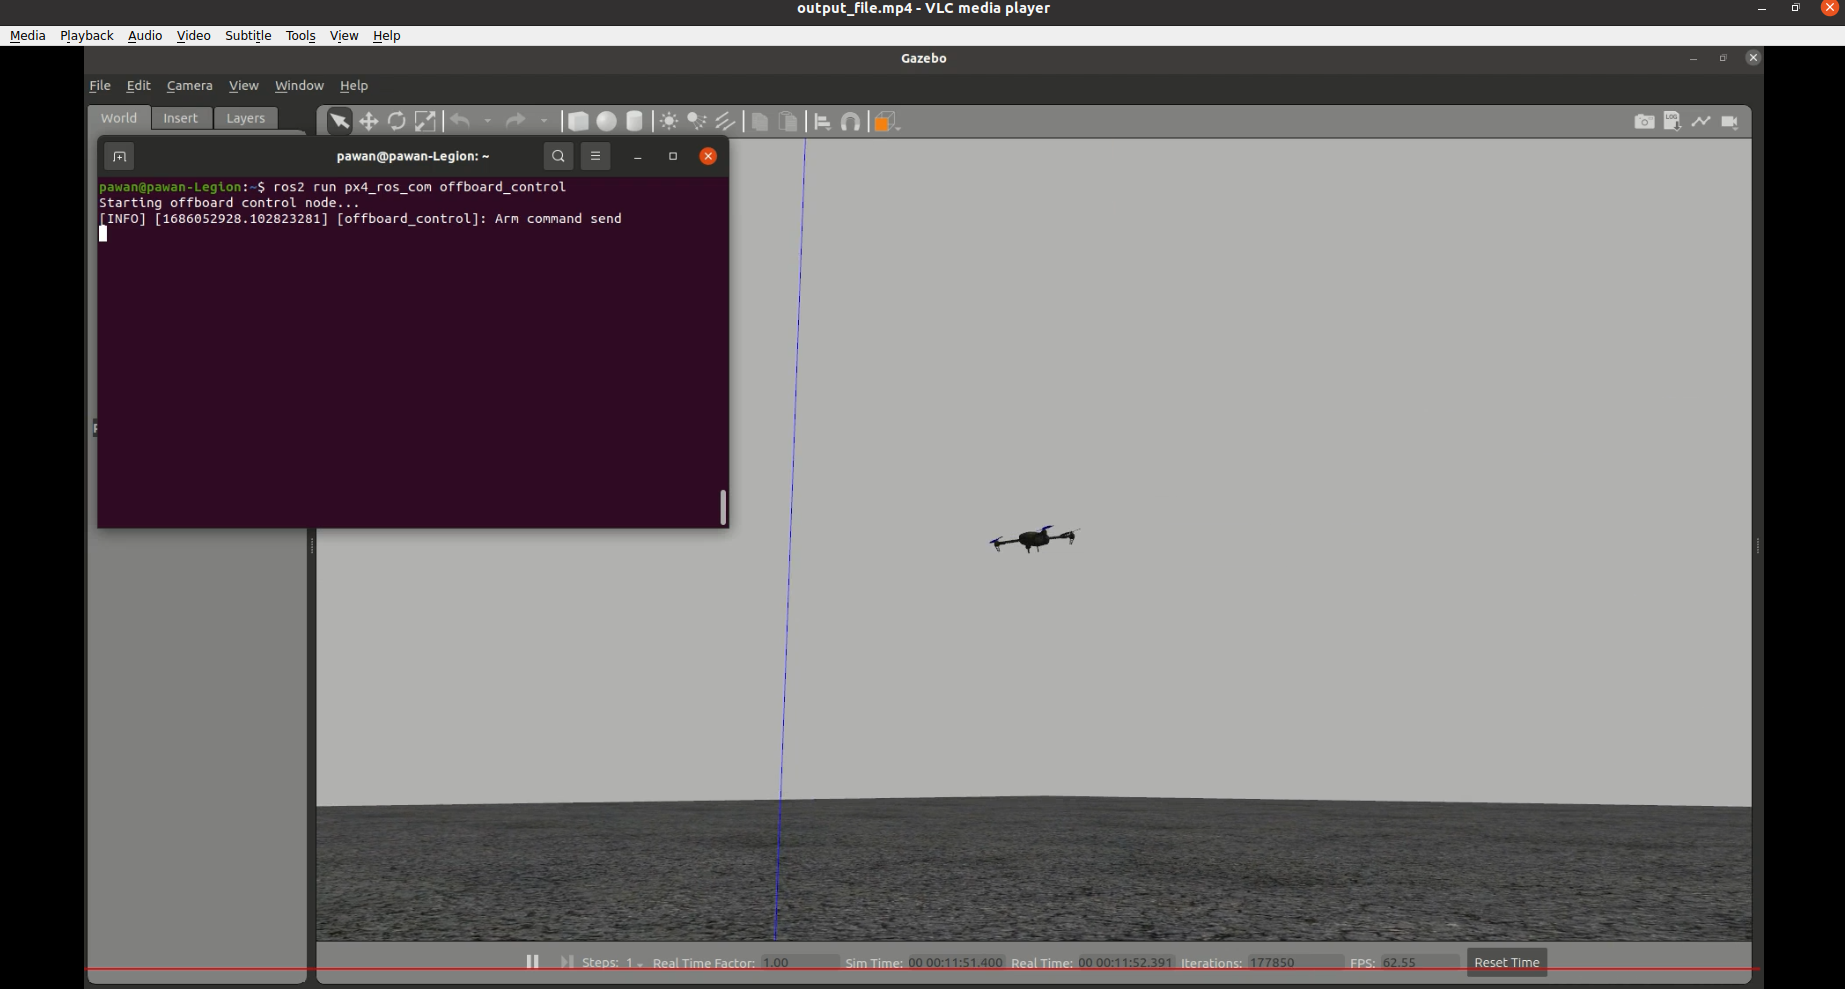 output_file.mp4 - VLC media player
Media Playback Audio Video Subtitle Tools View Help
Gazebo
File Edit Camera View Window Help
World Insert Layers
LOG
pawan@pawan-Legion: ~
pawan@pawan-Legion:~$ ros2 run px4_ros_com offboard_control
Starting offboard control node...
[INFO] [1686052928.102823281] [offboard_control]: Arm command send
Steps: 1 Real Time Factor: 1.00 Sim Time: 00 00:11:51.400 Real Time: 00 00:11:52.391 Iterations: 177850 FPS: 62.55 Reset Time